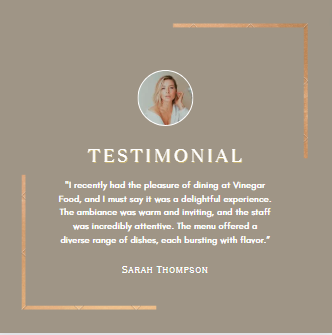 TESTIMONIAL
"I recently had the pleasure of dining at Vinegar
Food, and I must say it was a delightful experience.
The ambiance was warm and inviting, and the staff
was incredibly attentive. The menu offered a
diverse range of dishes, each bursting with flavor."
Sarah Thompson